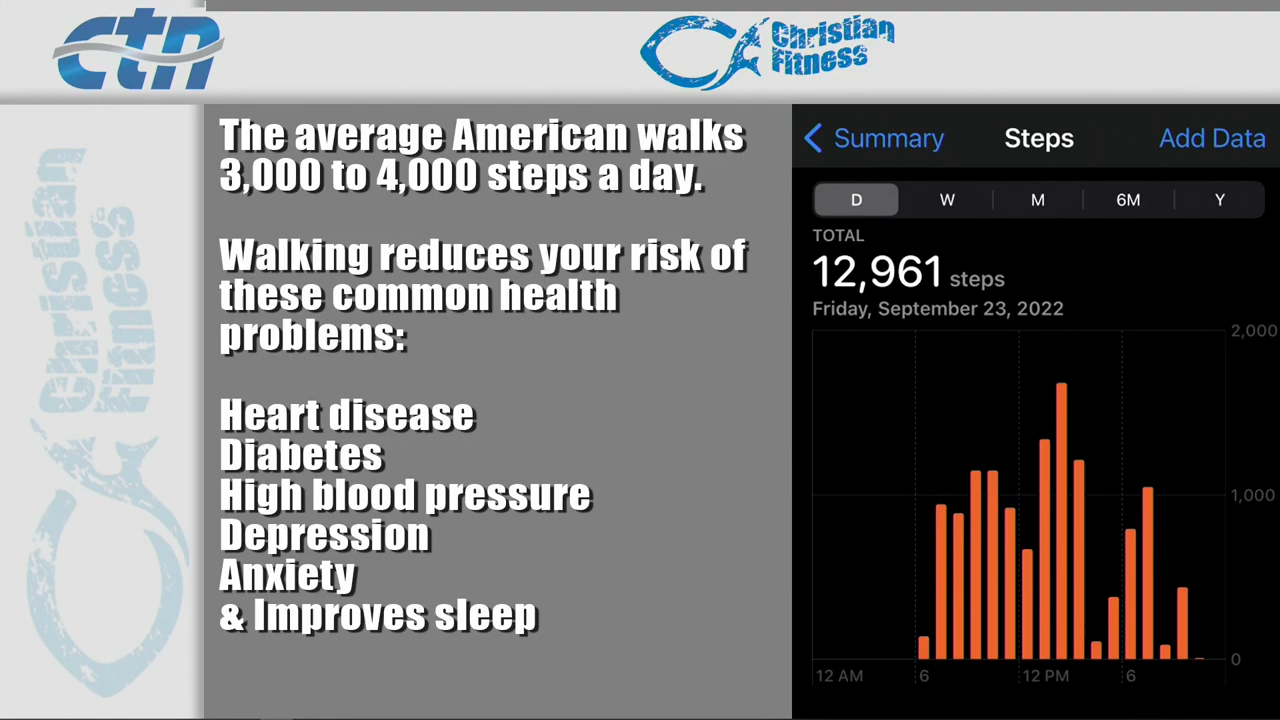 ctn
Christian
Fitness
Christian
Fitness
The average American walks
3,000 to 4,000 steps a day.
Walking reduces your risk of
these common health
problems:
Heart disease
Diabetes
High blood pressure
Depression
Anxiety
& Improves sleep
Summary Steps Add Data
D W M 6M Y
TOTAL
12,961 steps
Friday, September 23, 2022
2,000
1,000
0
12 AM 6 12 PM 6